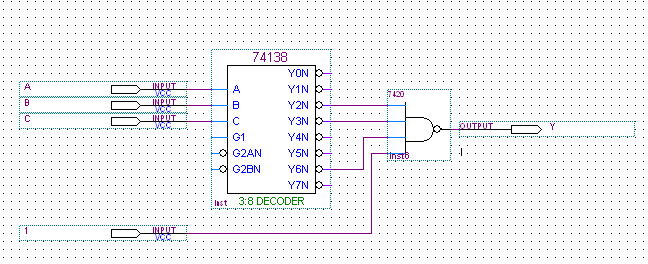 74138
7420
A INPUT VCC
B INPUT VCC
C INPUT VCC
A
B
C
G1
G2AN
G2BN
Y0N
Y1N
Y2N
Y3N
Y4N
Y5N
Y6N
Y7N
inst 3:8 DECODER
inst6
OUTPUT Y
1 INPUT VCC